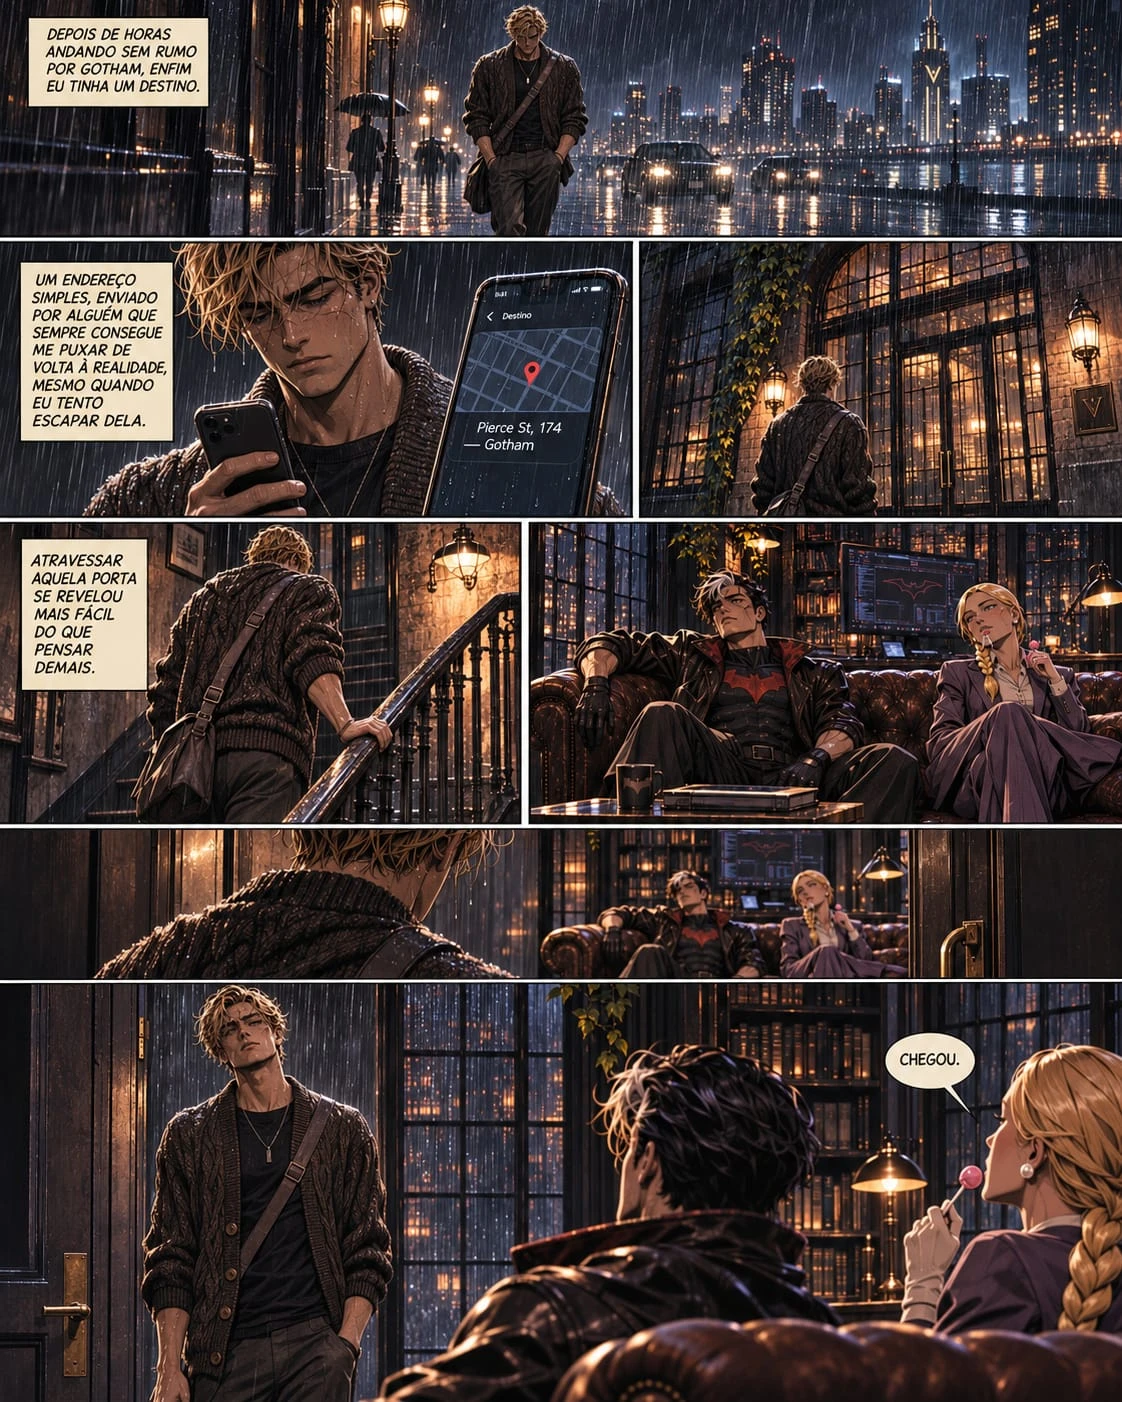 DEPOIS DE HORAS
ANDANDO SEM RUMO
POR GOTHAM, ENFIM
EU TINHA UM DESTINO.
UM ENDEREÇO
SIMPLES, ENVIADO
POR ALGUÉM QUE
SEMPRE CONSEGUE
ME PUXAR DE
VOLTA À REALIDADE,
MESMO QUANDO
EU TENTO
ESCAPAR DELA.
Destino
Pierce St, 174
— Gotham
V
ATRAVESSAR
AQUELA PORTA
SE REVELOU
MAIS FÁCIL
DO QUE
PENSAR
DEMAIS.
CHEGOU.